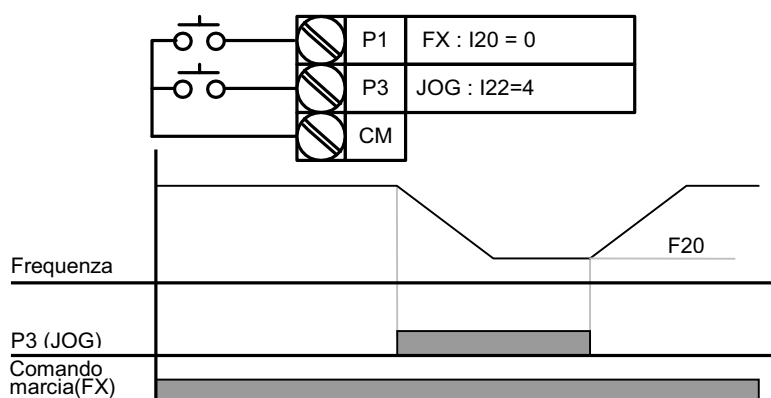 P1 FX : I20 = 0
P3 JOG : I22=4
CM
F20
Frequenza
P3 (JOG)
Comando
marcia(FX)